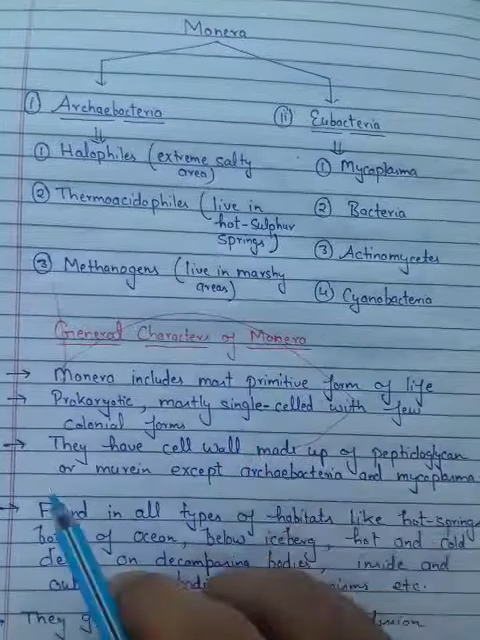 Monera
① Archaebacteria
ⅱ Eubacteria
① Halophiles (extreme salty area)
② Thermoacidophiles (live in hot-sulphur springs)
③ Methanogens (live in marshy areas)
① Mycoplasma
② Bacteria
③ Actinomycetes
④ Cyanobacteria
General Characters of Monera
→ Monera includes most primitive form of life
→ Prokaryotic, mostly single-celled with few
colonial forms
→ They have cell wall made up of peptidoglycan
or murein except archaebacteria and mycoplasma
→ Found in all types of habitats like hot-springs
of ocean, below iceberg, hot and cold
on decomposing bodies, inside and
etc.
They